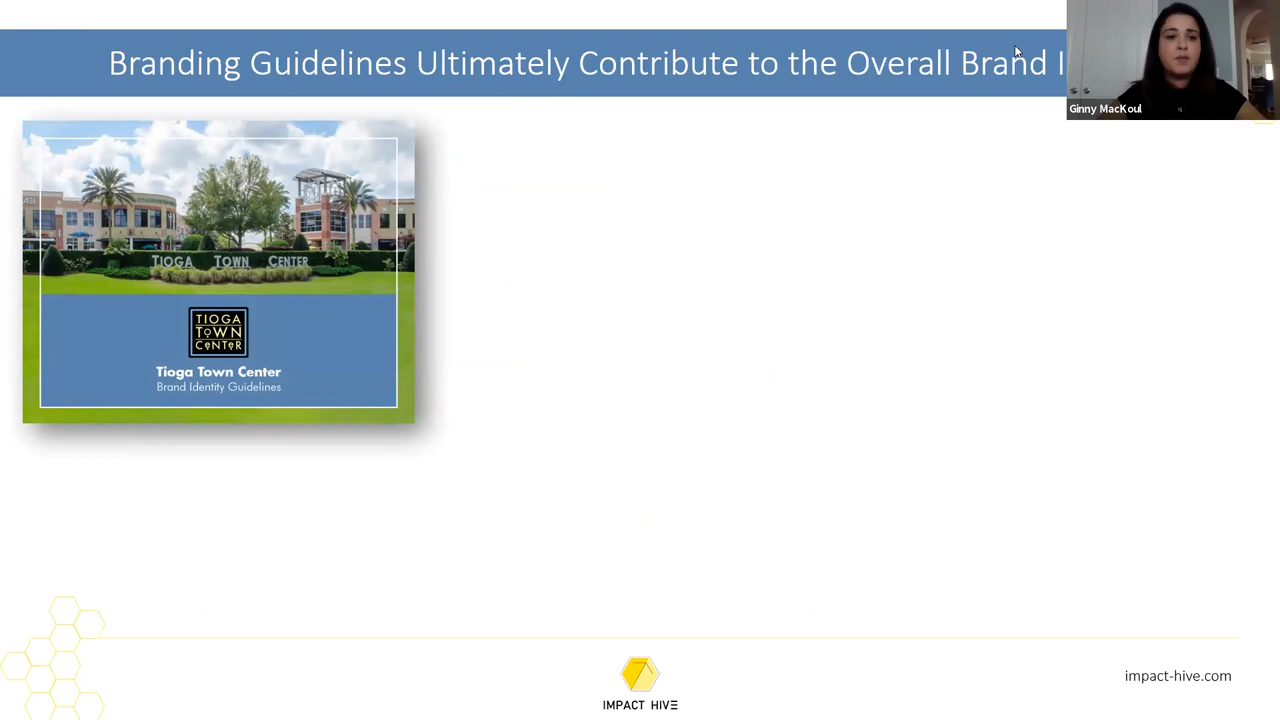 Branding Guidelines Ultimately Contribute to the Overall Brand I
Ginny MacKoul
TIOGA TOWN CENTER
TIOGA
TOWN
CENTER
Tioga Town Center
Brand Identity Guidelines
impact-hive.com
IMPACT HIVE